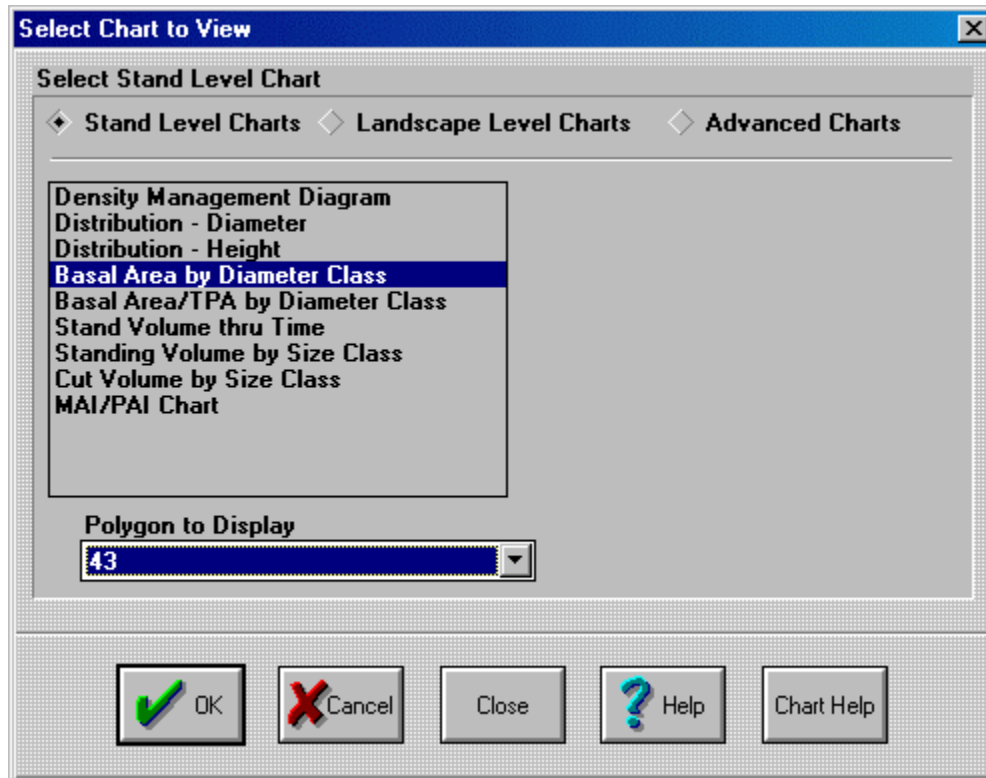 Select Chart to View
Select Stand Level Chart
Stand Level Charts Landscape Level Charts Advanced Charts
Density Management Diagram
Distribution - Diameter
Distribution - Height
Basal Area by Diameter Class
Basal Area/TPA by Diameter Class
Stand Volume thru Time
Standing Volume by Size Class
Cut Volume by Size Class
MAI/PAI Chart
Polygon to Display
43
OK Cancel Close Help Chart Help